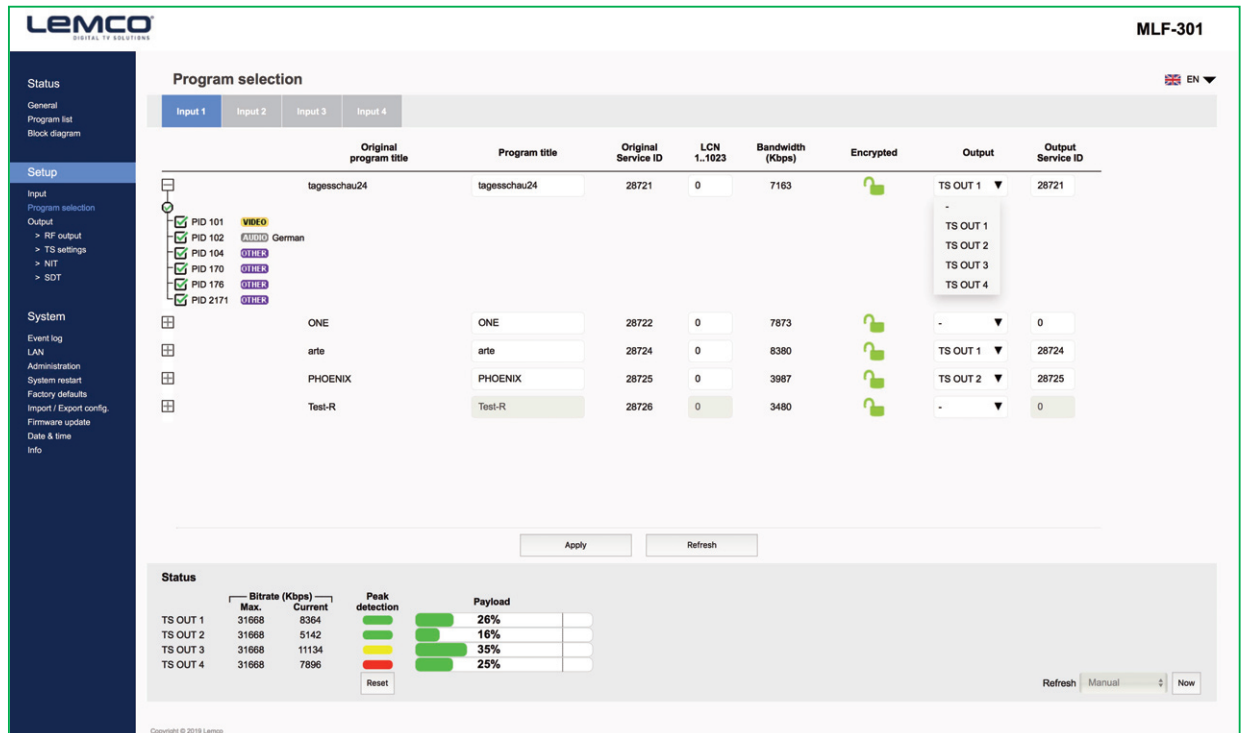 LEMCO
DIGITAL TV SOLUTIONS
MLF-301
Status
General
Program list
Block diagram
Setup
Input
Program selection
Output
> RF output
> TS settings
> NIT
> SDT
System
Event log
LAN
Administration
System restart
Factory defaults
Import / Export config.
Firmware update
Date & time
Info
Program selection
EN
Input 1 Input 2 Input 3 Input 4
Original program title Program title Original Service ID LCN 1..1023 Bandwidth (Kbps) Encrypted Output Output Service ID
tagesschau24 tagesschau24 28721 0 7163 TS OUT 1 28721
-
TS OUT 1
TS OUT 2
TS OUT 3
TS OUT 4
PID 101 VIDEO
PID 102 AUDIO German
PID 104 OTHER
PID 170 OTHER
PID 176 OTHER
PID 2171 OTHER
ONE ONE 28722 0 7873 - 0
arte arte 28724 0 8380 TS OUT 1 28724
PHOENIX PHOENIX 28725 0 3987 TS OUT 2 28725
Test-R Test-R 28726 0 3480 - 0
Apply Refresh
Status
Bitrate (Kbps) Peak detection Payload
Max. Current
TS OUT 1 31668 8364 26%
TS OUT 2 31668 5142 16%
TS OUT 3 31668 11134 35%
TS OUT 4 31668 7896 25%
Reset
Refresh Manual Now
Copyright © 2019 Lemco